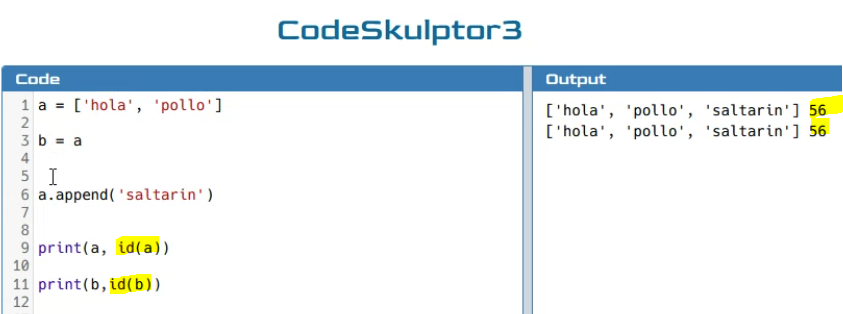 CodeSkulptor3
Code
1 a = ['hola', 'pollo']
2
3 b = a
4
5
6 a.append('saltarin')
7
8
9 print(a, id(a))
10
11 print(b,id(b))
12
Output
['hola', 'pollo', 'saltarin'] 56
['hola', 'pollo', 'saltarin'] 56